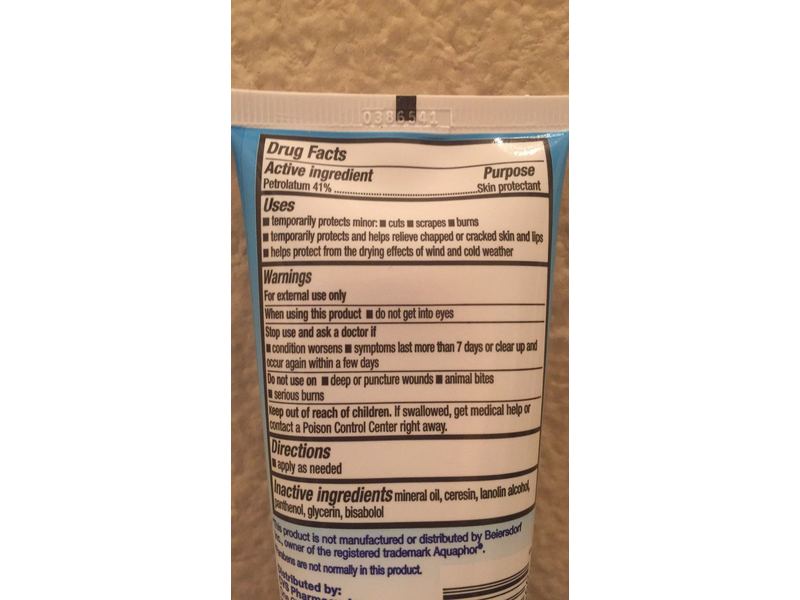 0386541
Drug Facts
Active ingredient Purpose
Petrolatum 41% ........................................................Skin protectant
Uses
■ temporarily protects minor: ■ cuts ■ scrapes ■ burns
■ temporarily protects and helps relieve chapped or cracked skin and lips
■ helps protect from the drying effects of wind and cold weather
Warnings
For external use only
When using this product ■ do not get into eyes
Stop use and ask a doctor if
■ condition worsens ■ symptoms last more than 7 days or clear up and
occur again within a few days
Do not use on ■ deep or puncture wounds ■ animal bites
■ serious burns
Keep out of reach of children. If swallowed, get medical help or
contact a Poison Control Center right away.
Directions
■ apply as needed
Inactive ingredients mineral oil, ceresin, lanolin alcohol,
panthenol, glycerin, bisabolol
This product is not manufactured or distributed by Beiersdorf
Inc., owner of the registered trademark Aquaphor®.
Parabens are not normally in this product.
Distributed by:
CVS